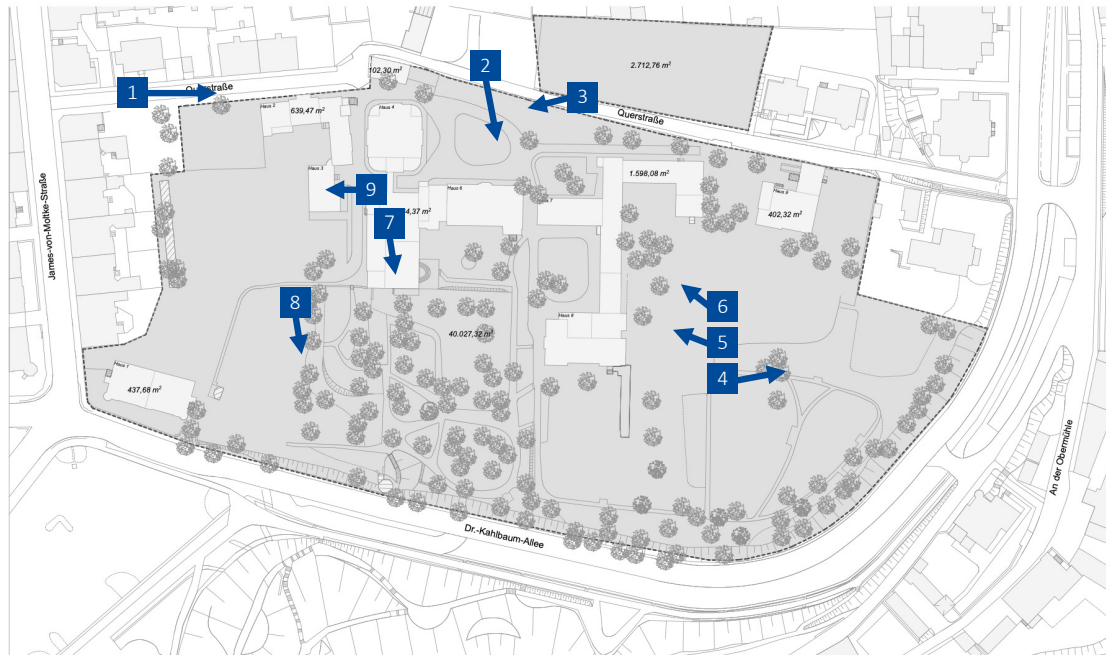 2
2.712,76 m²
102,30 m²
1
Querstraße
3
Haus 2
639,47 m²
Haus 4
Querstraße
Haus 3
9
Haus 6
1.598,08 m²
Haus 9
402,32 m²
4,37 m²
Haus 7
7
James-von-Moltke-Straße
8
6
Haus 8
40.027,32 m²
5
4
Haus 1
437,68 m²
An der Obermühle
Dr.-Kahlbaum-Allee